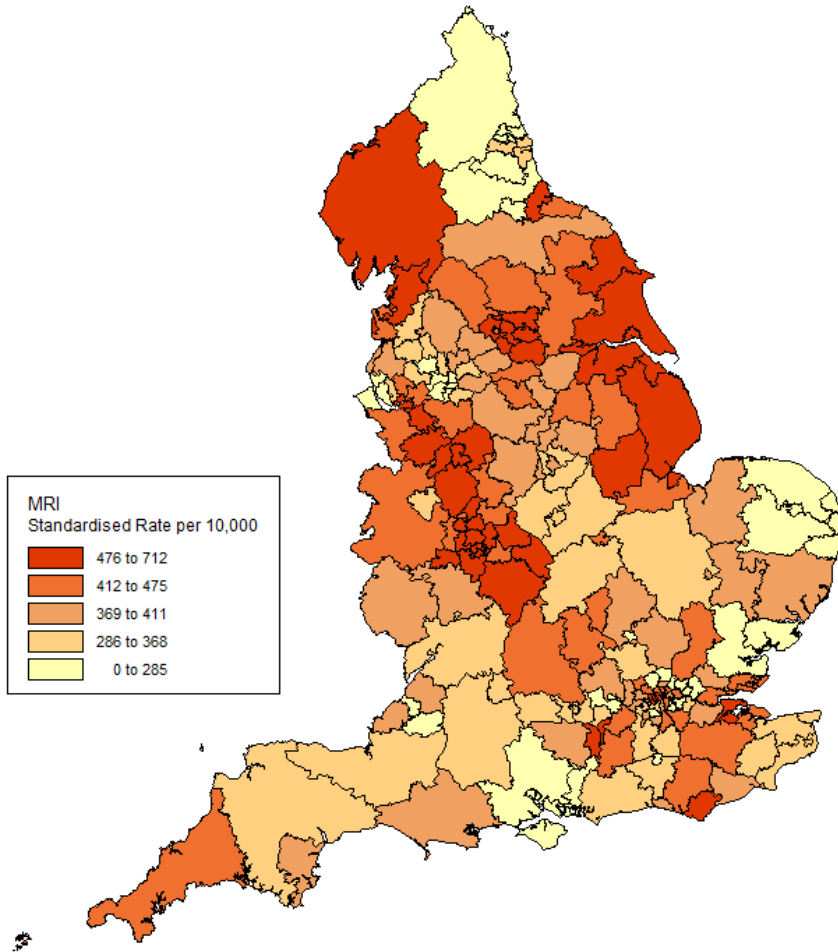 MRI
Standardised Rate per 10,000
476 to 712
412 to 475
369 to 411
286 to 368
0 to 285